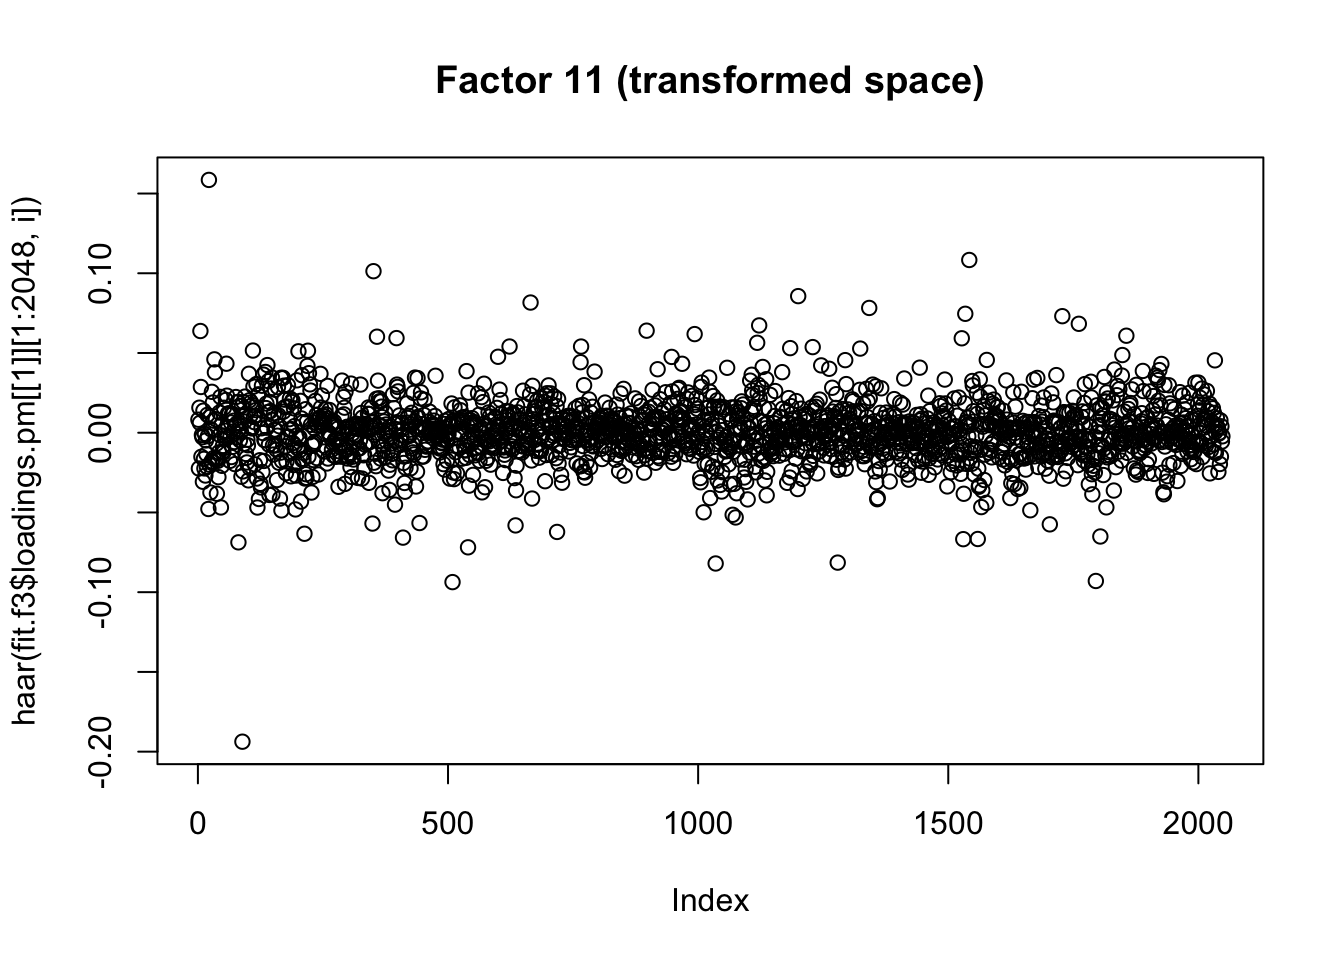 Factor 11 (transformed space)
haar(fit.f3$loadings.pm[[1]][1:2048, i])
0.10
0.00
-0.10
-0.20
0 500 1000 1500 2000
Index